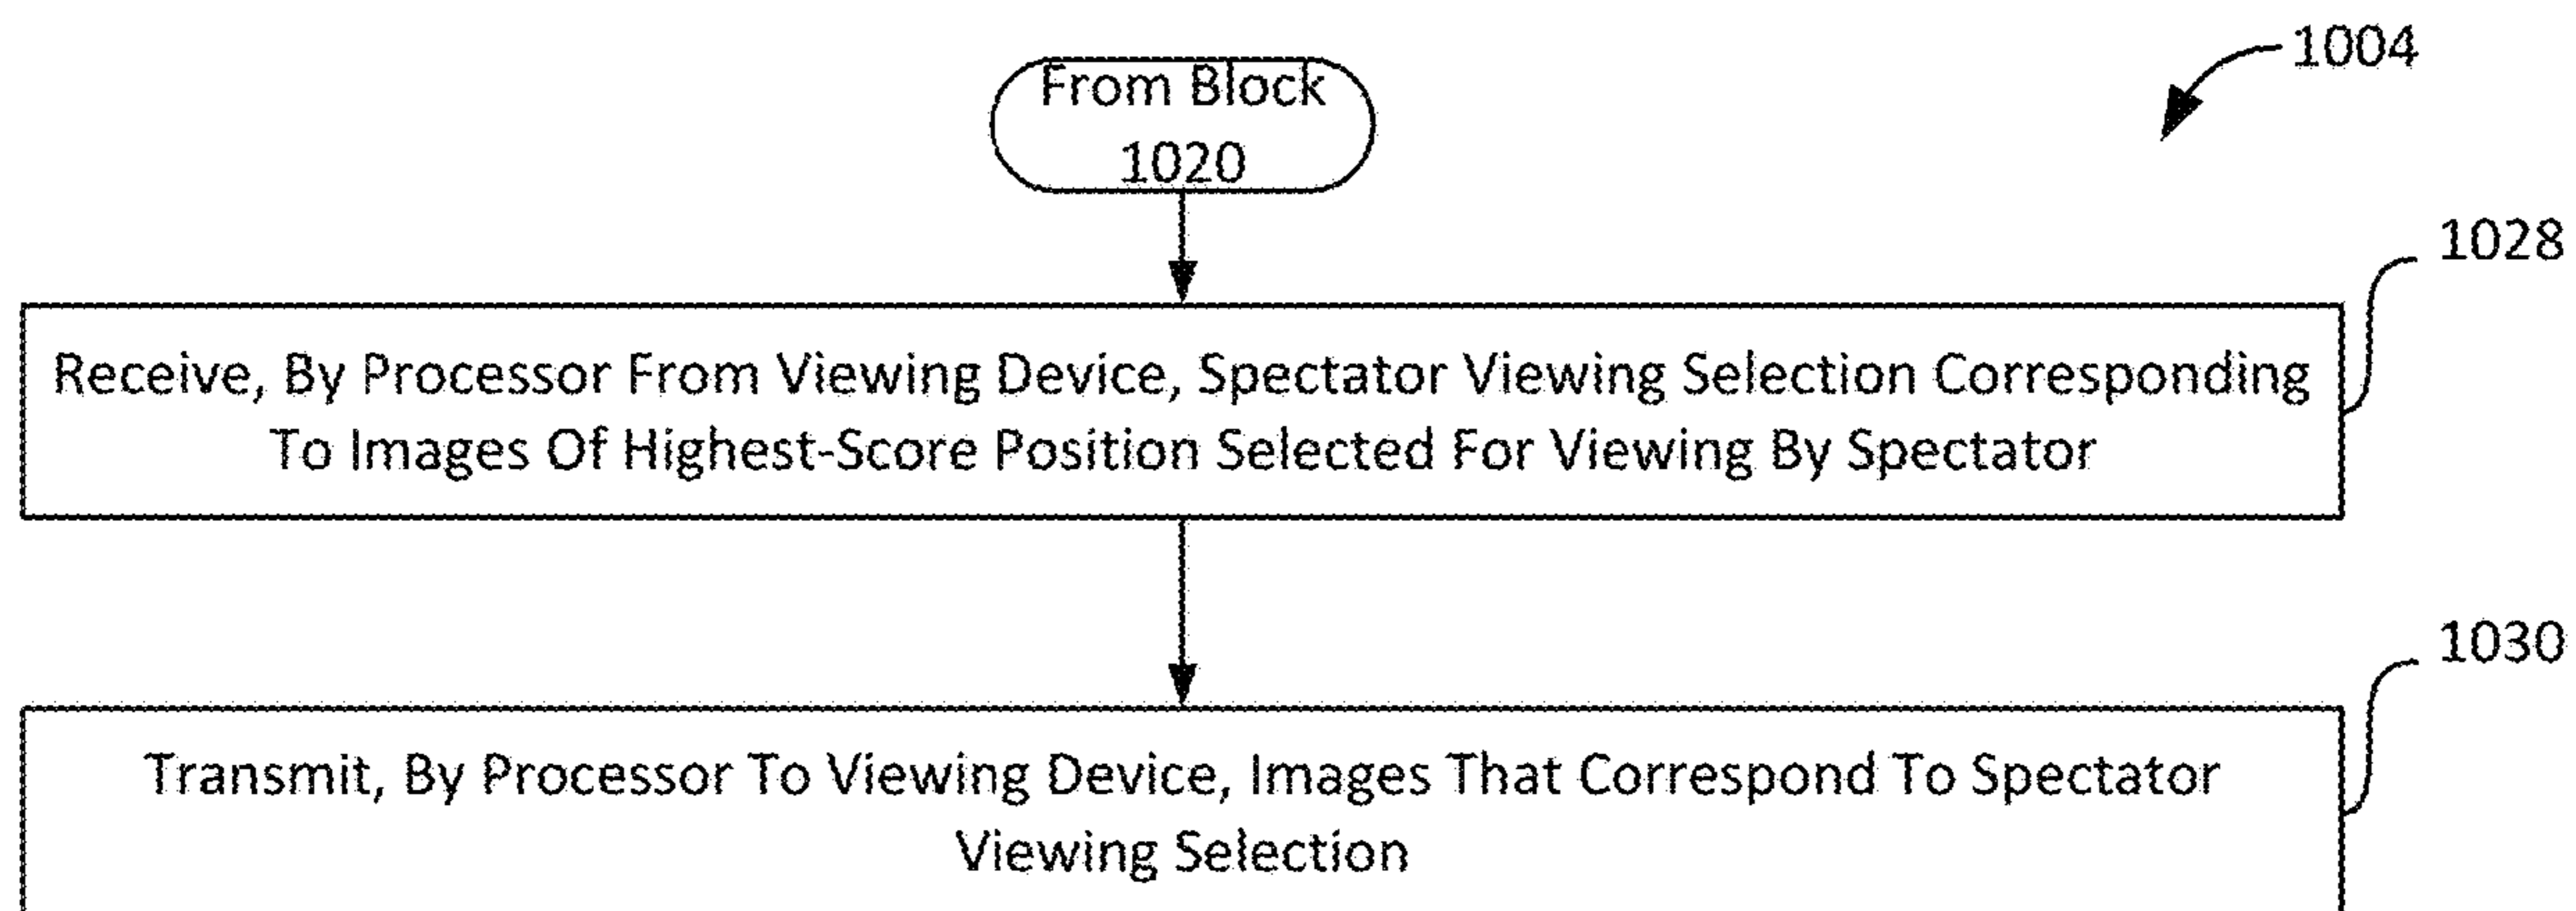 1004
From Block
1020
1028
Receive, By Processor From Viewing Device, Spectator Viewing Selection Corresponding
To Images Of Highest-Score Position Selected For Viewing By Spectator
1030
Transmit, By Processor To Viewing Device, Images That Correspond To Spectator
Viewing Selection